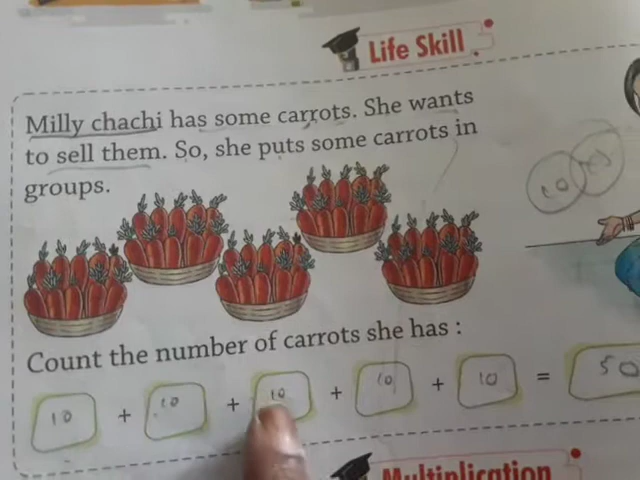 Life Skill
Milly chachi has some carrots. She wants
to sell them. So, she puts some carrots in
groups.
10
Count the number of carrots she has :
10 + 10 + 10 + 10 + 10 = 50
Multiplication